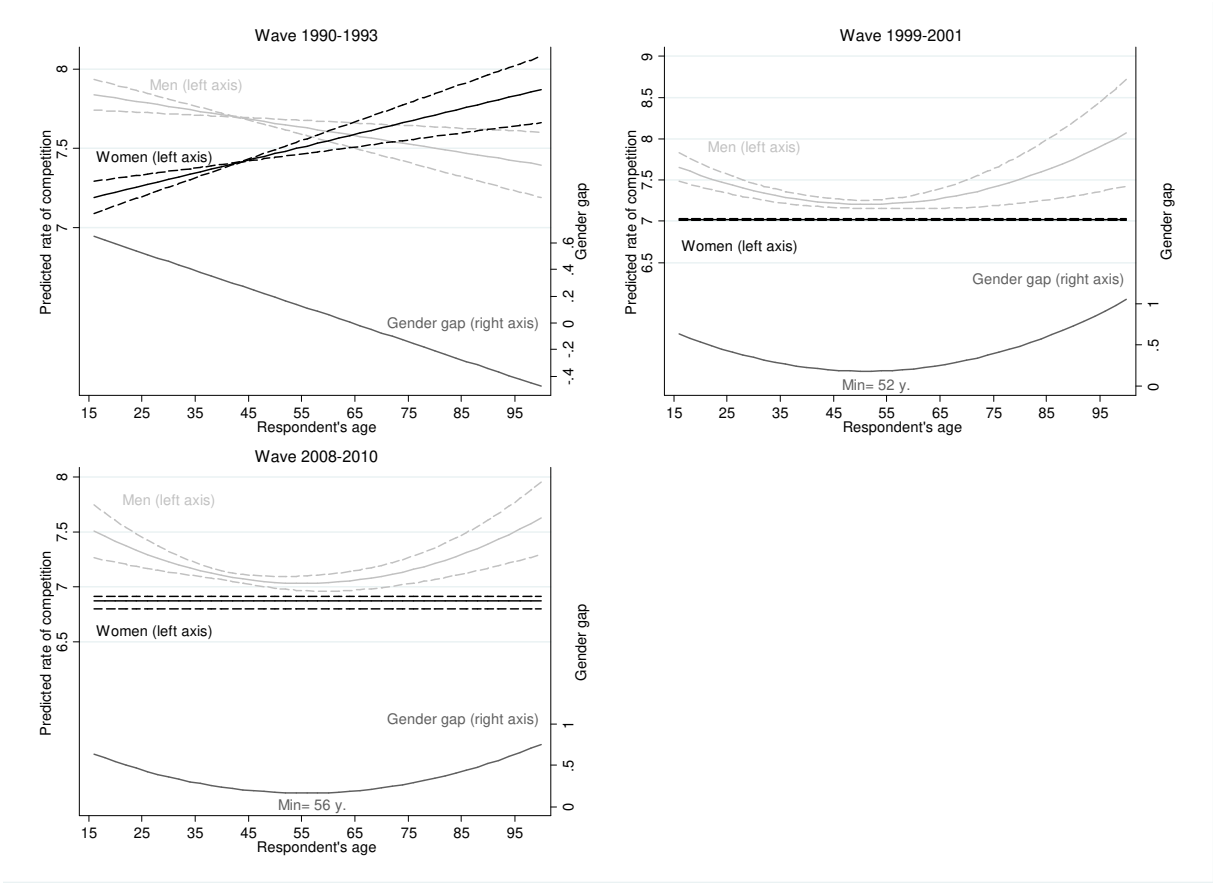 Wave 1990-1993
Predicted rate of competition
8
7.5
7
Men (left axis)
Women (left axis)
Gender gap (right axis)
.6
.4
.2
0
-.2
-.4
Gender gap
15 25 35 45 55 65 75 85 95
Respondent's age
Wave 1999-2001
Predicted rate of competition
9
8.5
8
7.5
7
6.5
Men (left axis)
Women (left axis)
Gender gap (right axis)
Min= 52 y.
1
.5
0
Gender gap
15 25 35 45 55 65 75 85 95
Respondent's age
Wave 2008-2010
Predicted rate of competition
8
7.5
7
6.5
Men (left axis)
Women (left axis)
Gender gap (right axis)
Min= 56 y.
1
.5
0
Gender gap
15 25 35 45 55 65 75 85 95
Respondent's age